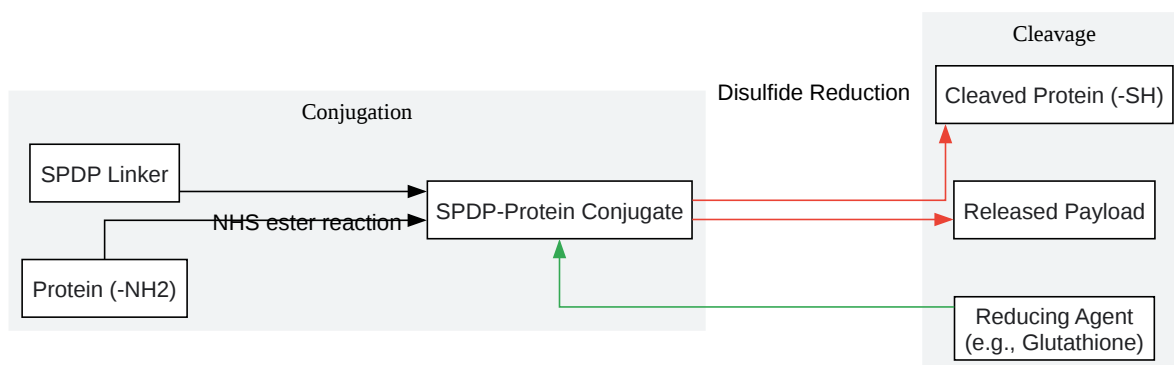 Cleavage
Cleaved Protein (-SH)
Disulfide Reduction
Conjugation
SPDP Linker
SPDP-Protein Conjugate
Released Payload
NHS ester reaction
Protein (-NH2)
Reducing Agent
(e.g., Glutathione)